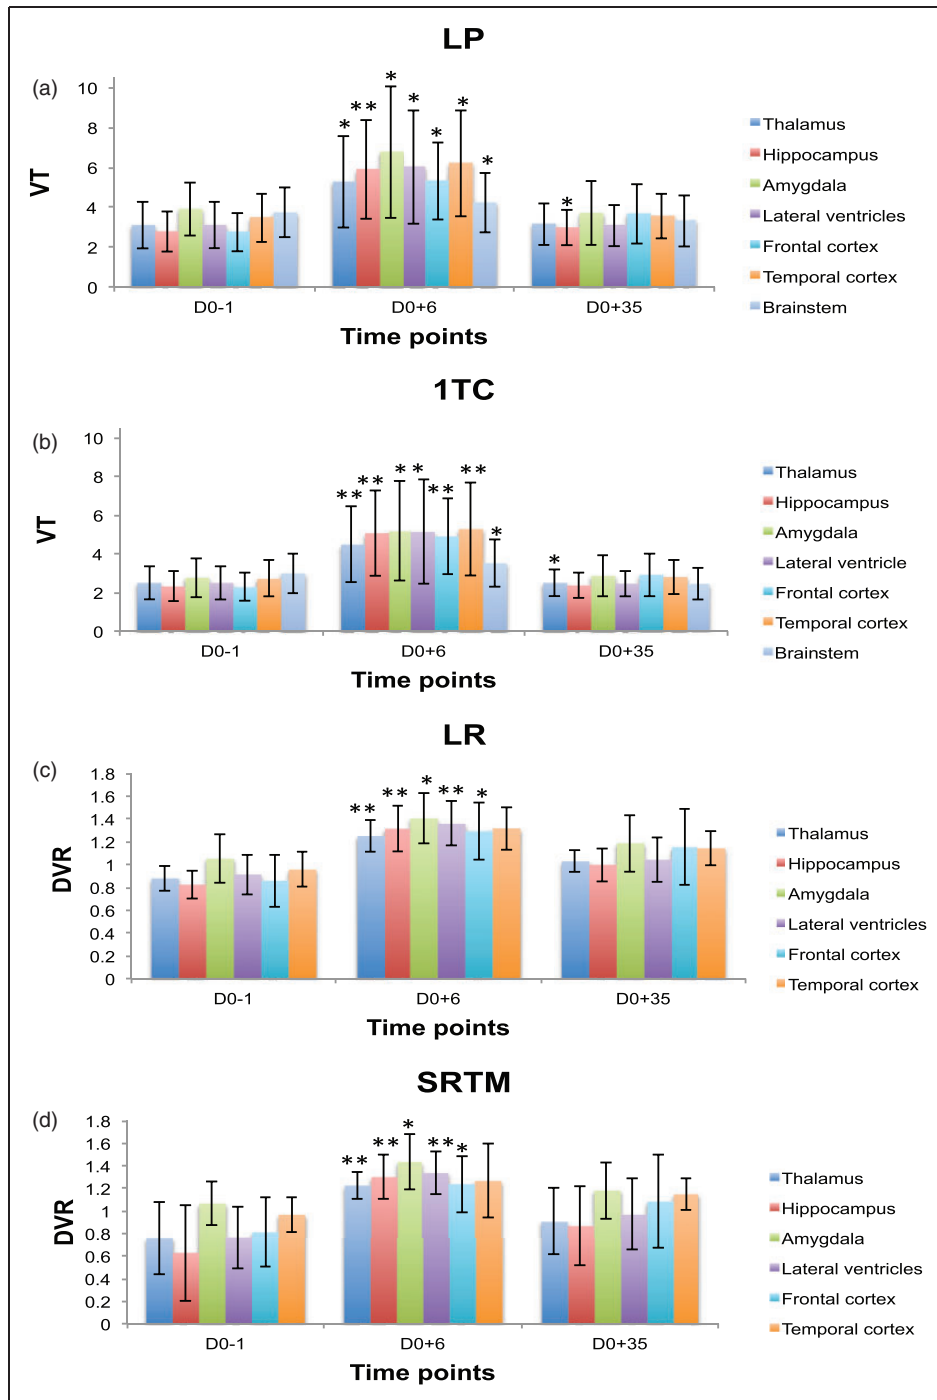 LP
(a)
10
8
6
4
2
0
VT
* ** * * * * *
*
D0-1 D0+6 D0+35
Time points
Thalamus
Hippocampus
Amygdala
Lateral ventricles
Frontal cortex
Temporal cortex
Brainstem
1TC
(b)
10
8
6
4
2
0
VT
** ** * * * ** ** *
*
D0-1 D0+6 D0+35
Time points
Thalamus
Hippocampus
Amygdala
Lateral ventricle
Frontal cortex
Temporal cortex
Brainstem
LR
(c)
1.8
1.6
1.4
1.2
1
0.8
0.6
0.4
0.2
0
DVR
** ** * ** *
D0-1 D0+6 D0+35
Time points
Thalamus
Hippocampus
Amygdala
Lateral ventricles
Frontal cortex
Temporal cortex
SRTM
(d)
1.8
1.6
1.4
1.2
1
0.8
0.6
0.4
0.2
0
DVR
** ** * ** *
D0-1 D0+6 D0+35
Time points
Thalamus
Hippocampus
Amygdala
Lateral ventricles
Frontal cortex
Temporal cortex